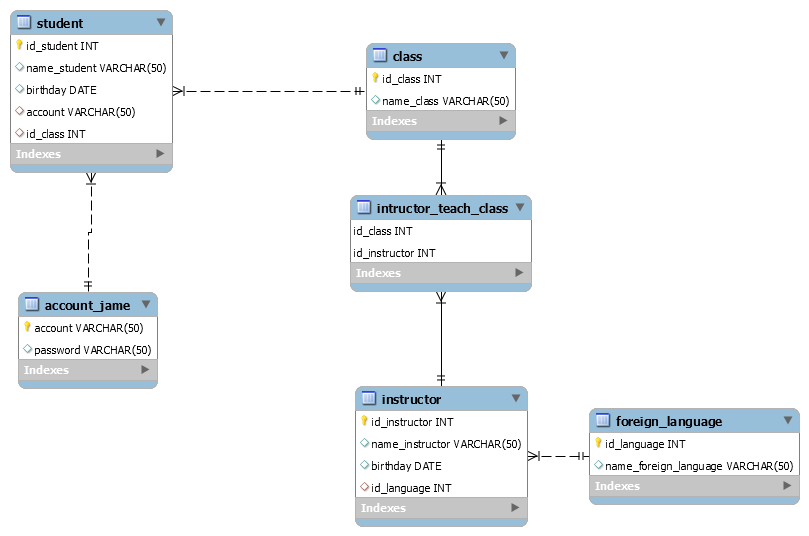 student
id_student INT
name_student VARCHAR(50)
birthday DATE
account VARCHAR(50)
id_class INT
Indexes
class
id_class INT
name_class VARCHAR(50)
Indexes
intructor_teach_class
id_class INT
id_instructor INT
Indexes
account_jame
account VARCHAR(50)
password VARCHAR(50)
Indexes
instructor
id_instructor INT
name_instructor VARCHAR(50)
birthday DATE
id_language INT
Indexes
foreign_language
id_language INT
name_foreign_language VARCHAR(50)
Indexes